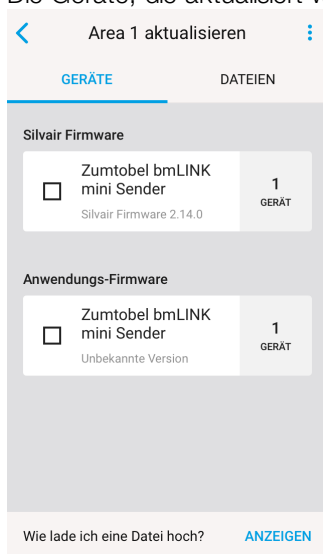 Die Geräte, die aktualisiert
Area 1 aktualisieren
GERÄTE
DATEIEN
Silvair Firmware
Zumtobel bmLINK
mini Sender
Silvair Firmware 2.14.0
1
GERÄT
Anwendungs-Firmware
Zumtobel bmLINK
mini Sender
Unbekannte Version
1
GERÄT
Wie lade ich eine Datei hoch?
ANZEIGEN